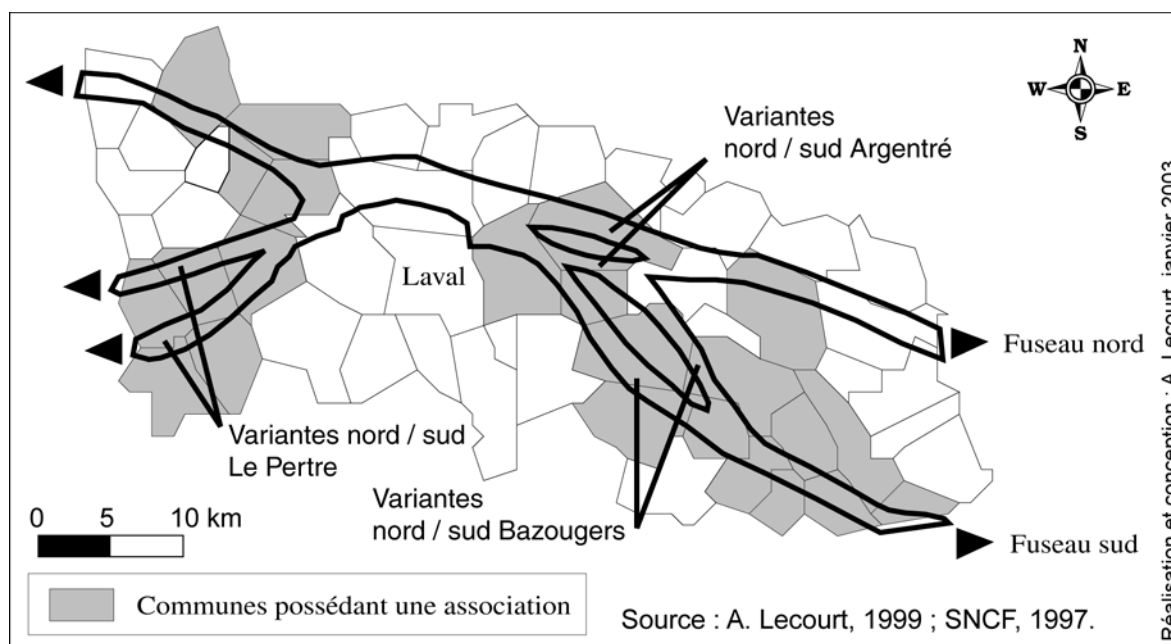 N
W E
S
Variantes
nord / sud Argentré
Laval
Fuseau nord
Variantes nord / sud
Le Pertre
Variantes
nord / sud Bazougers
Fuseau sud
0 5 10 km
Communes possédant une association
Source : A. Lecourt, 1999 ; SNCF, 1997.
Réalisation et conception : A. Lecourt, janvier 2003